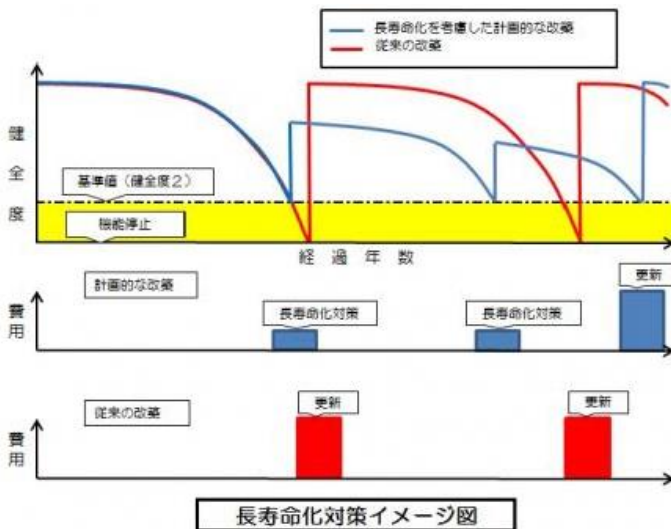 長寿命化を考慮した計画的な改築
従来の改築
健全度
基準値（健全度２）
機能停止
経過年数
計画的な改築
更新
長寿命化対策
長寿命化対策
費用
従来の改築
更新
更新
費用
長寿命化対策イメージ図